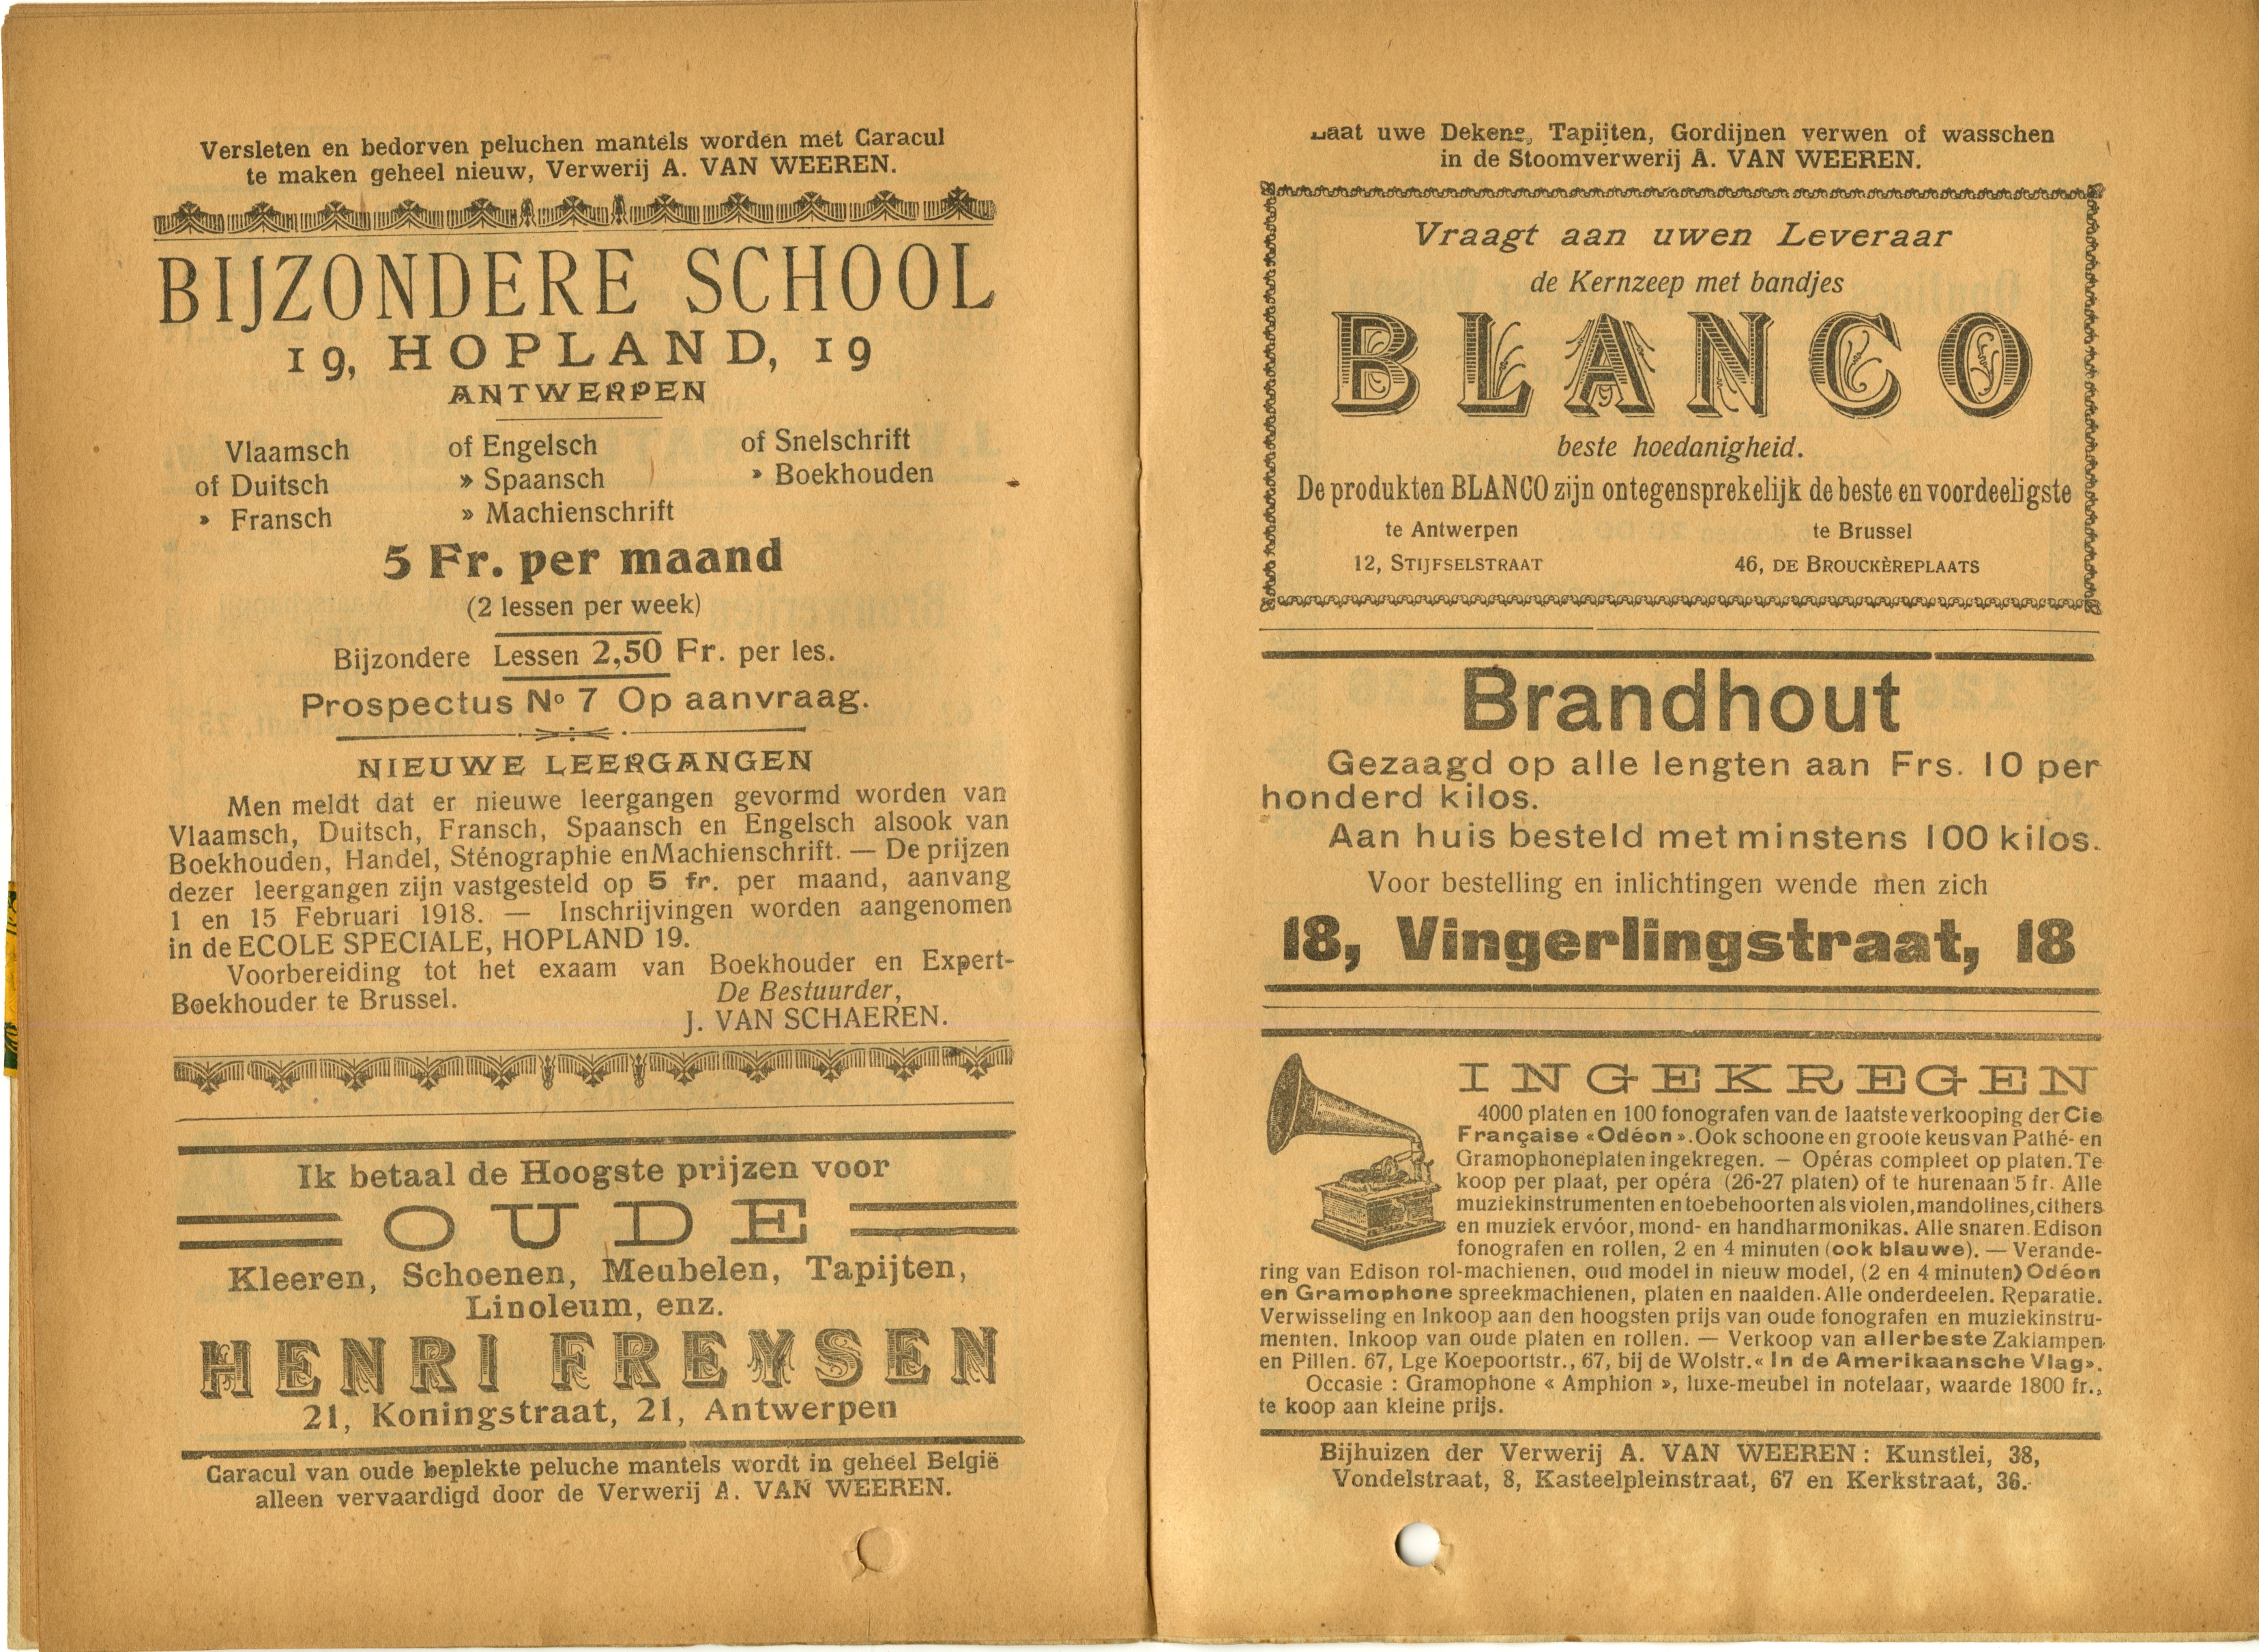 Versleten en bedorven peluchen mantels worden met Caracul
te maken geheel nieuw, Verwerij A. VAN WEEREN.
BIJZONDERE SCHOOL
19, HOPLAND, 19
ANTWERPEN
Vlaamsch of Engelsch of Snelschrift
of Duitsch » Spaansch » Boekhouden
» Fransch » Machienschrift
5 Fr. per maand
(2 lessen per week)
Bijzondere Lessen 2,50 Fr. per les.
Prospectus No 7 Op aanvraag.
NIEUWE LEERGANGEN
Men meldt dat er nieuwe leergangen gevormd worden van
Vlaamsch, Duitsch, Fransch, Spaansch en Engelsch alsook van
Boekhouden, Handel, Sténographie en Machienschrift. — De prijzen
dezer leergangen zijn vastgesteld op 5 fr. per maand, aanvang
1 en 15 Februari 1918. — Inschrijvingen worden aangenomen
in de ECOLE SPECIALE, HOPLAND 19.
Voorbereiding tot het exaam van Boekhouder en Expert-
Boekhouder te Brussel.
De Bestuurder,
J. VAN SCHAEREN.
Ik betaal de Hoogste prijzen voor
OUDE
Kleeren, Schoenen, Meubelen, Tapijten,
Linoleum, enz.
HENRI FREYSEN
21, Koningstraat, 21, Antwerpen
Caracul van oude beplekte peluche mantels wordt in geheel België
alleen vervaardigd door de Verwerij A. VAN WEEREN.
Laat uwe Dekens, Tapijten, Gordijnen verwen of wasschen
in de Stoomverwerij A. VAN WEEREN.
Vraagt aan uwen Leveraar
de Kernzeep met bandjes
BLANCO
beste hoedanigheid.
De produkten BLANCO zijn ontegensprekelijk de beste en voordeeligste
te Antwerpen te Brussel
12, STIJFSELSTRAAT 46, DE BROUCKÈREPLAATS
Brandhout
Gezaagd op alle lengten aan Frs. 10 per
honderd kilos.
Aan huis besteld met minstens 100 kilos.
Voor bestelling en inlichtingen wende men zich
18, Vingerlingstraat, 18
INGEKREGEN
4000 platen en 100 fonografen van de laatste verkooping der Cie
Française «Odéon». Ook schoone en groote keus van Pathé- en
Gramophoneplaten ingekregen. — Opéras compleet op platen. Te
koop per plaat, per opéra (26-27 platen) of te huren aan 5 fr. Alle
muziekinstrumenten en toebehoorten als violen, mandolines, cithers
en muziek ervóor, mond- en handharmonikas. Alle snaren. Edison
fonografen en rollen, 2 en 4 minuten (ook blauwe). — Verande-
ring van Edison rol-machienen, oud model in nieuw model, (2 en 4 minuten) Odéon
en Gramophone spreekmachienen, platen en naalden. Alle onderdeelen. Reparatie.
Verwisseling en Inkoop aan den hoogsten prijs van oude fonografen en muziekinstru-
menten. Inkoop van oude platen en rollen. — Verkoop van allerbeste Zaklampen
en Pillen. 67, Lge Koepoortstr., 67, bij de Wolstr. « In de Amerikaansche Vlag».
Occasie : Gramophone « Amphion », luxe-meubel in notelaar, waarde 1800 fr.,
te koop aan kleine prijs.
Bijhuizen der Verwerij A. VAN WEEREN : Kunstlei, 38,
Vondelstraat, 8, Kasteelpleinstraat, 67 en Kerkstraat, 36.